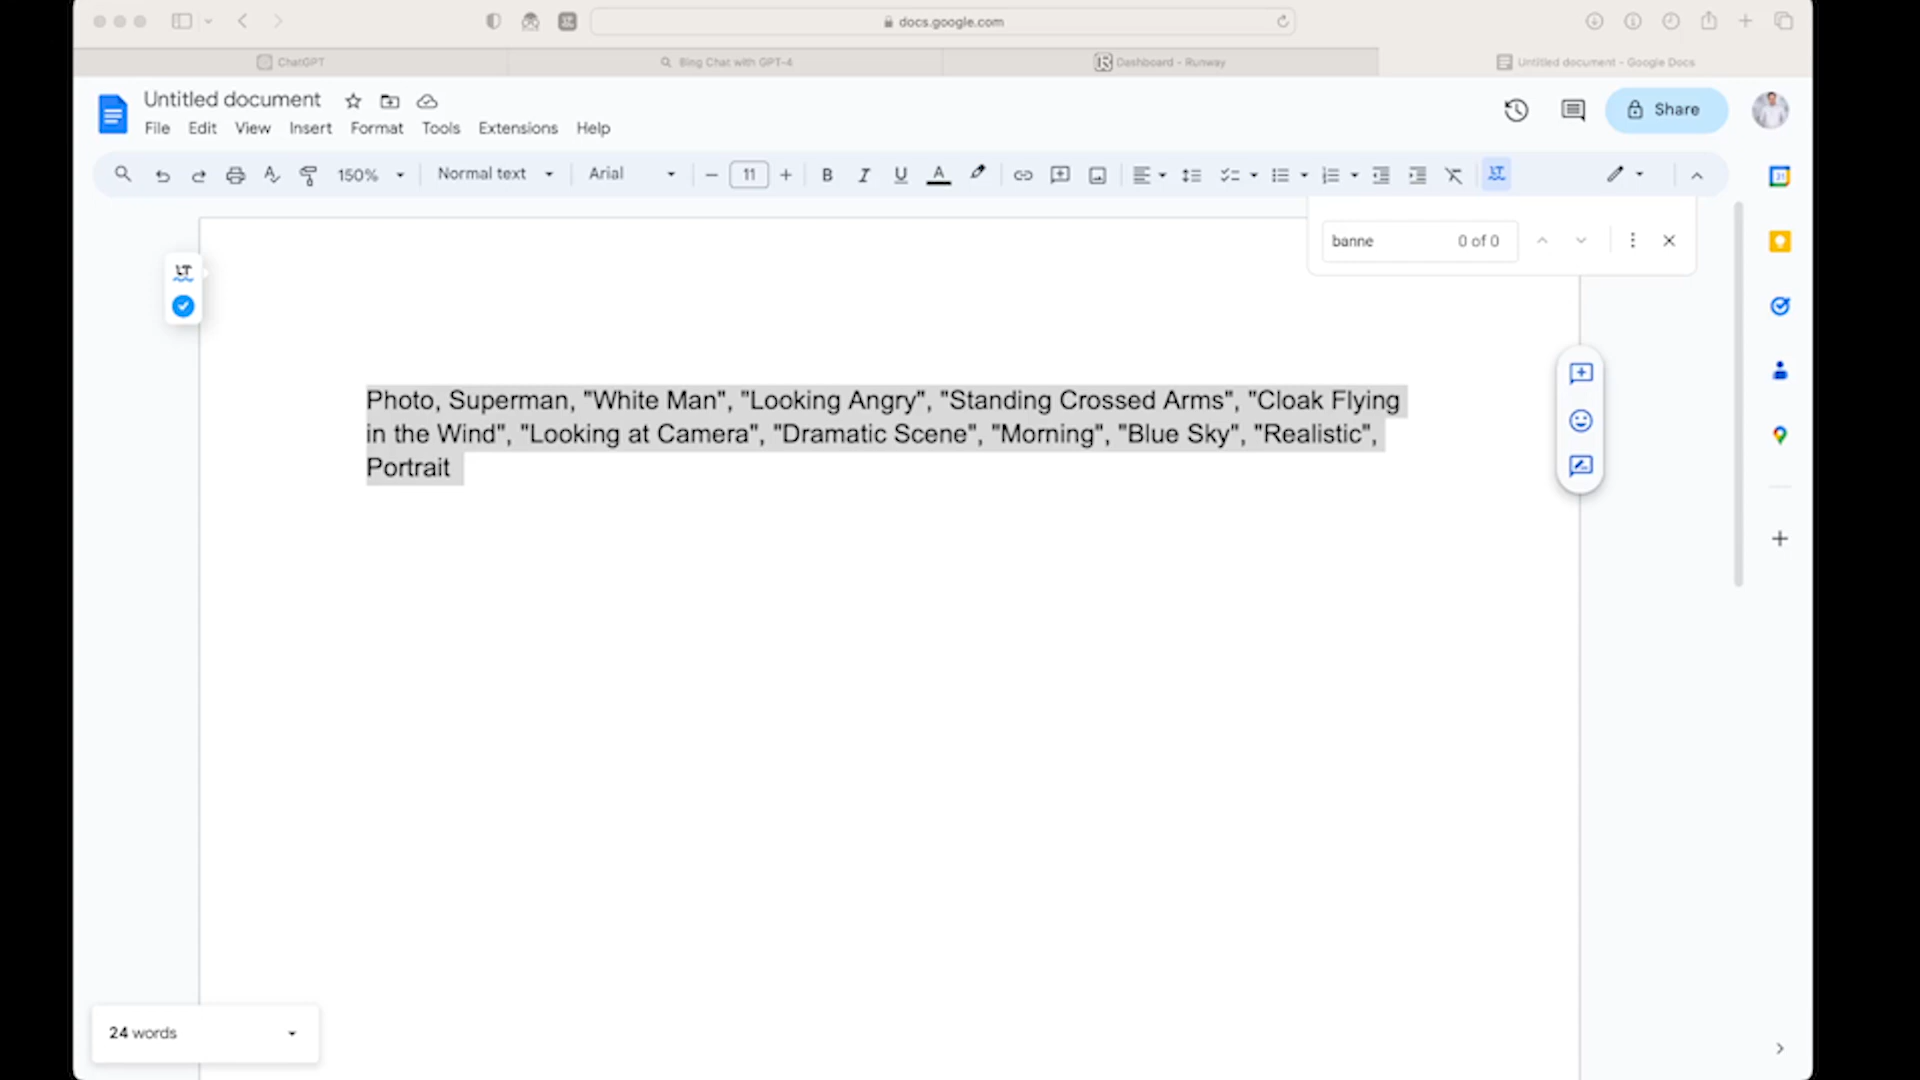 docs.google.com
ChatGPT
Bing Chat with GPT-4
Dashboard - Runway
Untitled document - Google Docs
Untitled document
Share
File Edit View Insert Format Tools Extensions Help
150% Normal text Arial 11 B I U A LT
banne 0 of 0
LT
Photo, Superman, "White Man", "Looking Angry", "Standing Crossed Arms", "Cloak Flying
in the Wind", "Looking at Camera", "Dramatic Scene", "Morning", "Blue Sky", "Realistic",
Portrait
24 words